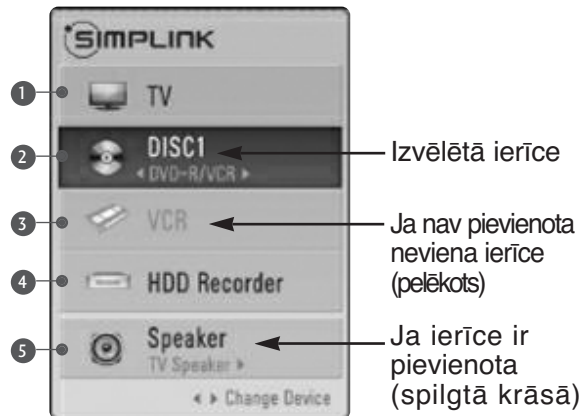 SIMPLINK
1 TV
2 DISC1
◂ DVD-R/VCR ▸
Izvēlētā ierīce
3 VCR
Ja nav pievienota
neviena ierīce
(pelēkots)
4 HDD Recorder
5 Speaker
TV Speaker ▸
Ja ierīce ir
pievienota
(spilgtā krāsā)
◂ ▸ Change Device